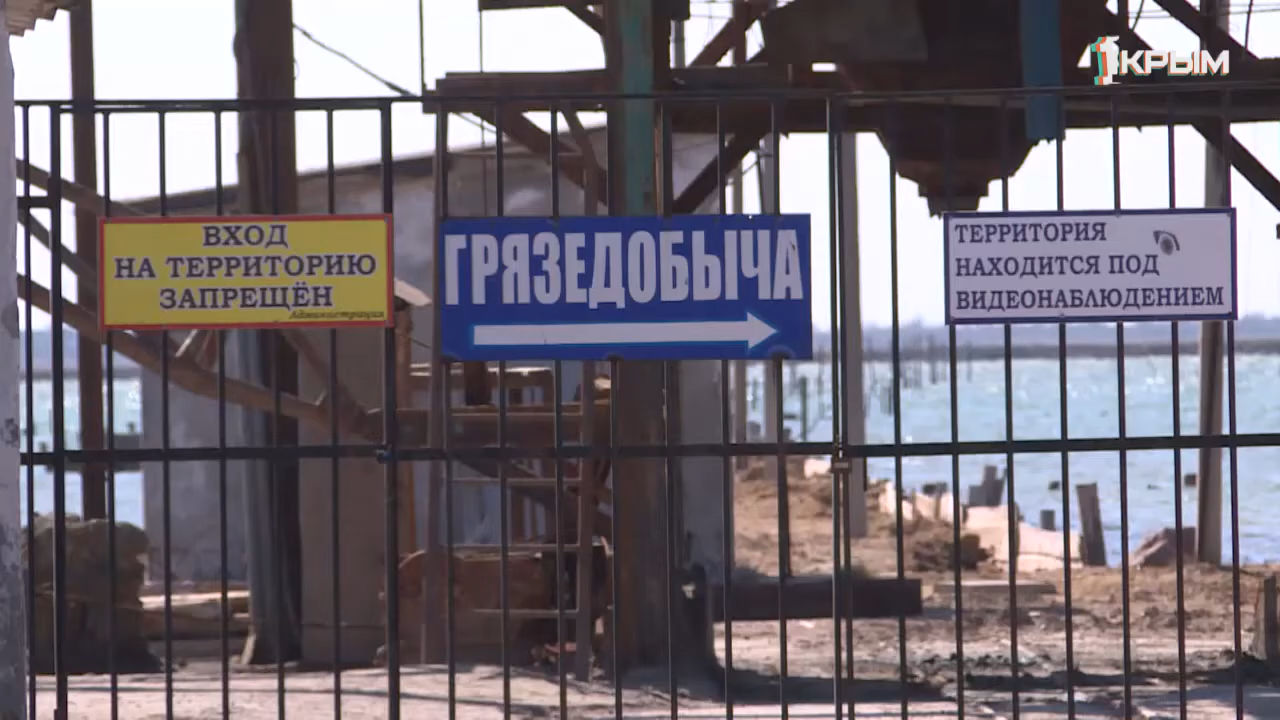 1КРЫМ
ВХОД
НА ТЕРРИТОРИЮ
ЗАПРЕЩЁН
Администрация
ГРЯЗЕДОБЫЧА
ТЕРРИТОРИЯ
НАХОДИТСЯ ПОД
ВИДЕОНАБЛЮДЕНИЕМ